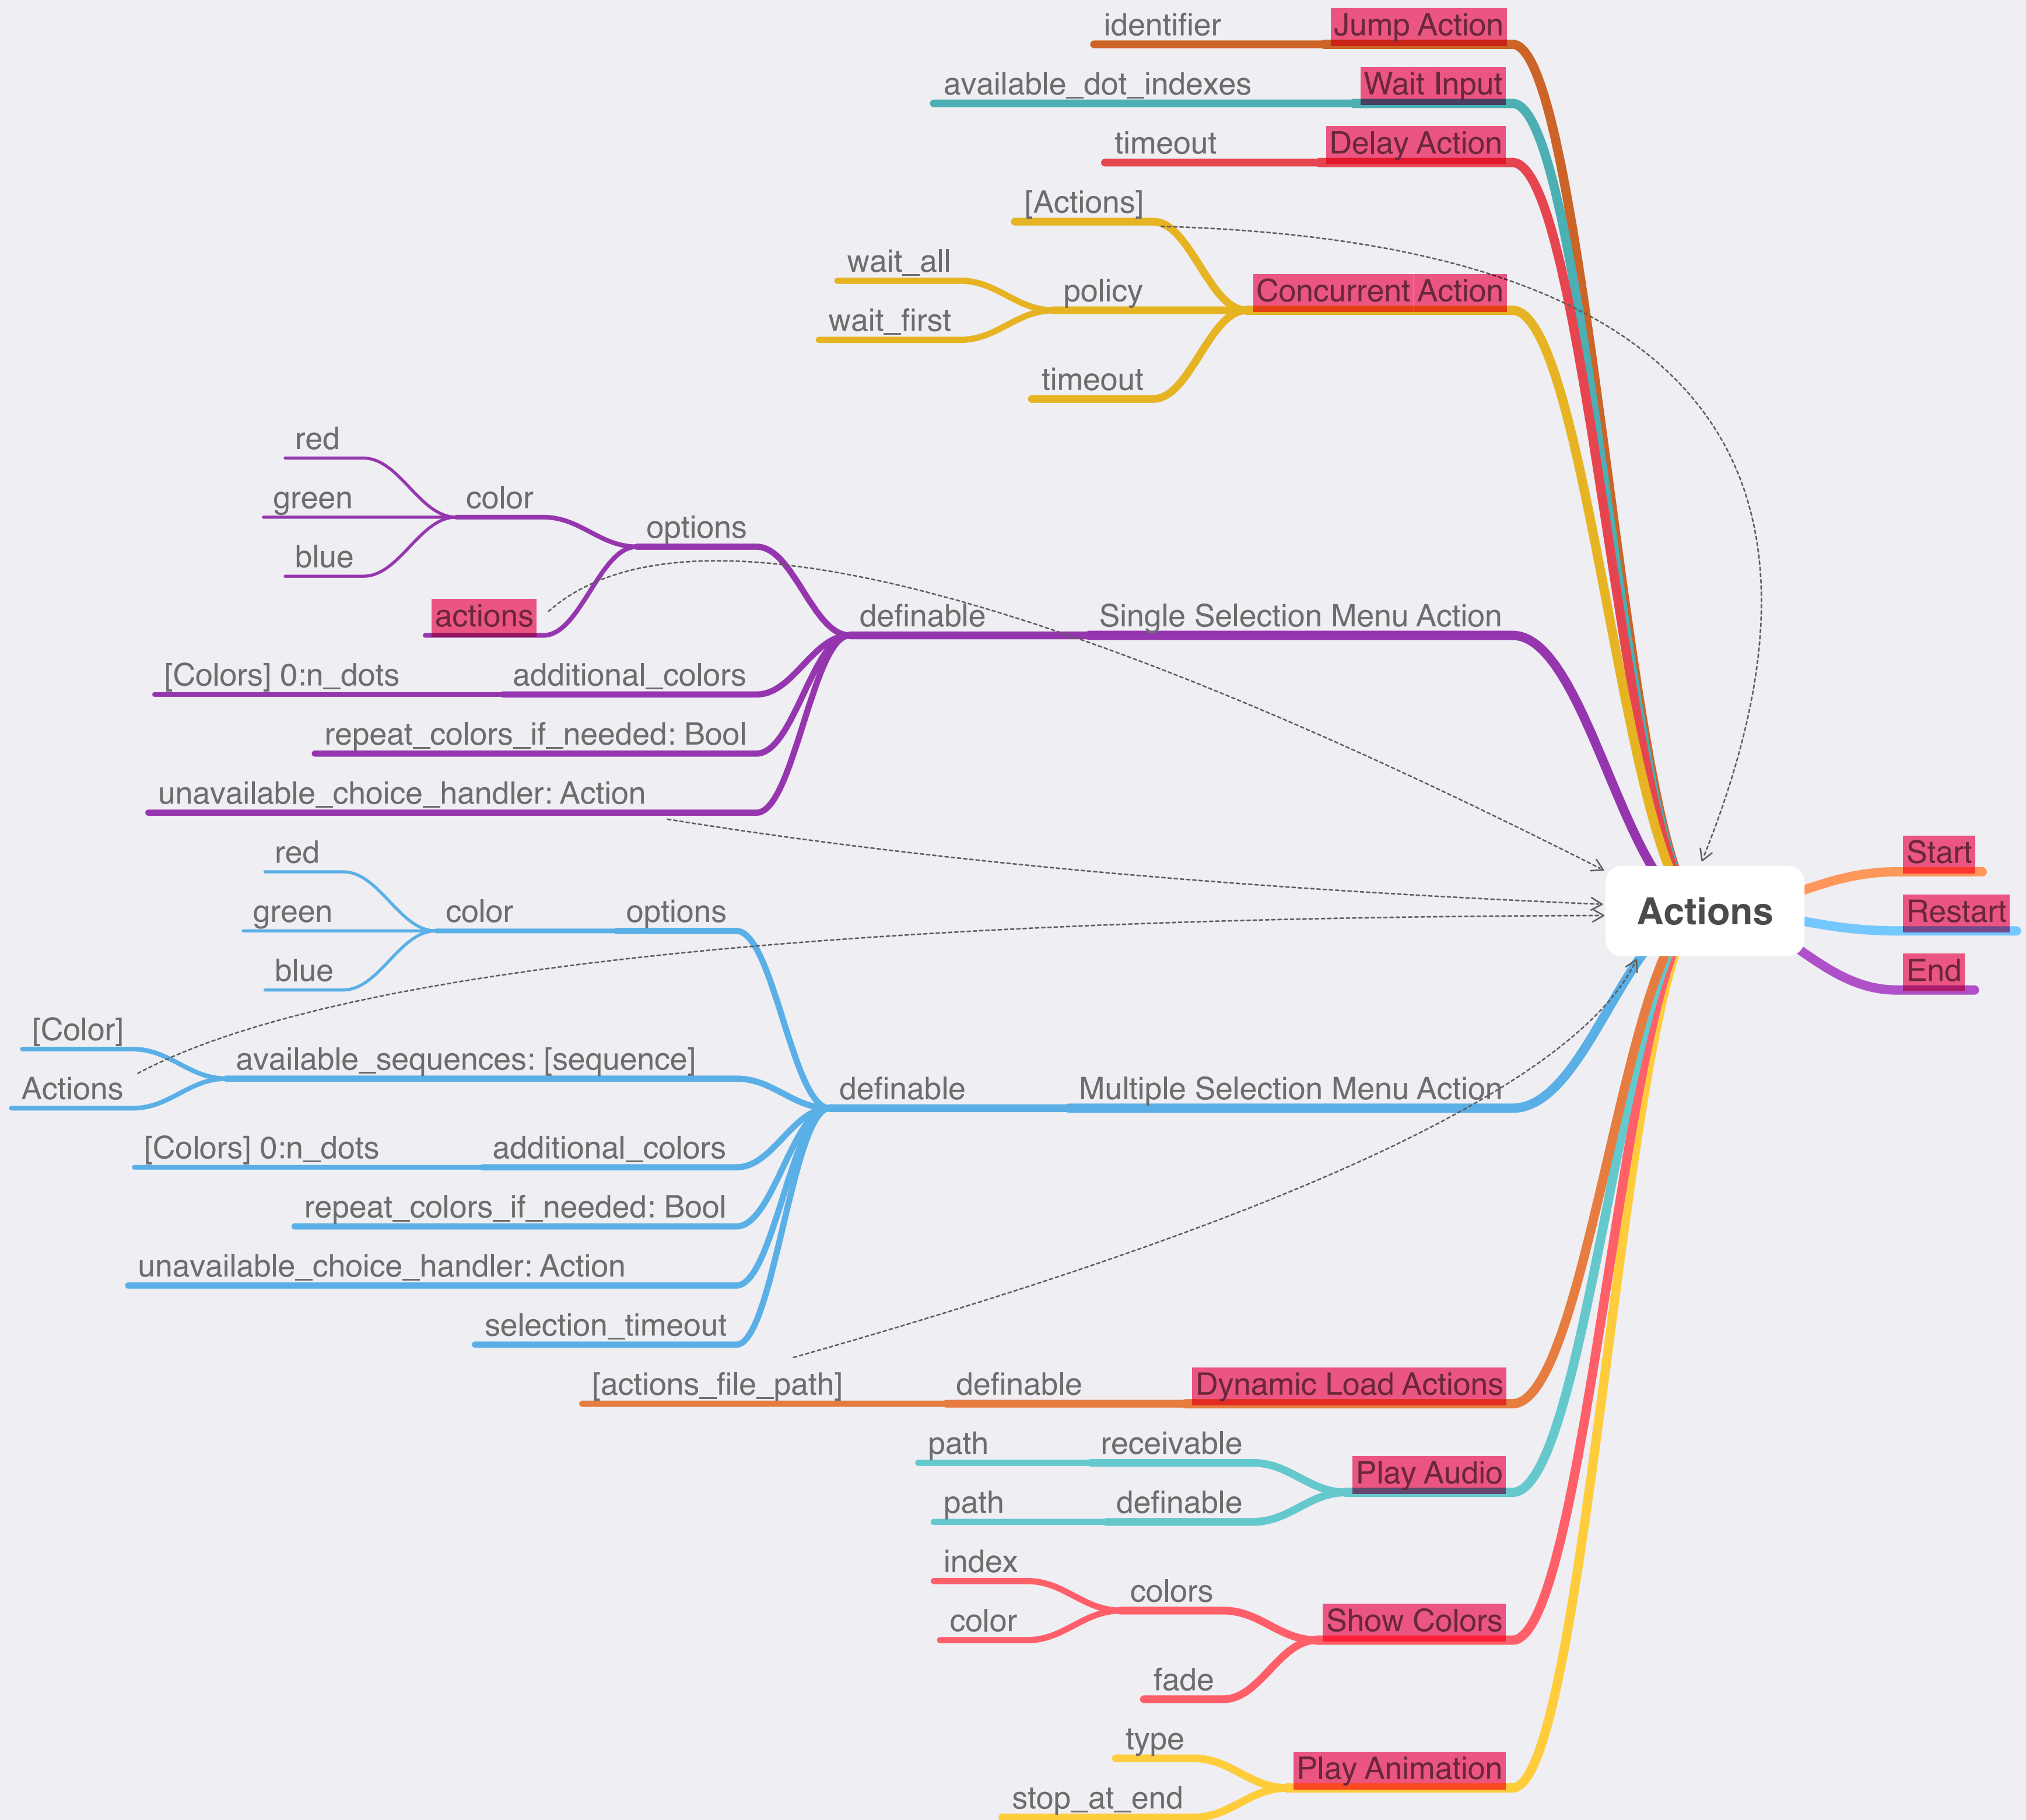 identifier
Jump Action
available_dot_indexes
Wait Input
timeout
Delay Action
[Actions]
wait_all
policy
Concurrent Action
wait_first
timeout
red
green
color
options
blue
actions
definable
Single Selection Menu Action
[Colors] 0:n_dots
additional_colors
repeat_colors_if_needed: Bool
unavailable_choice_handler: Action
red
green
color
options
blue
[Color]
available_sequences: [sequence]
Actions
definable
Multiple Selection Menu Action
[Colors] 0:n_dots
additional_colors
repeat_colors_if_needed: Bool
unavailable_choice_handler: Action
selection_timeout
[actions_file_path]
definable
Dynamic Load Actions
path
receivable
Play Audio
path
definable
index
colors
color
Show Colors
fade
type
Play Animation
stop_at_end
Actions
Start
Restart
End